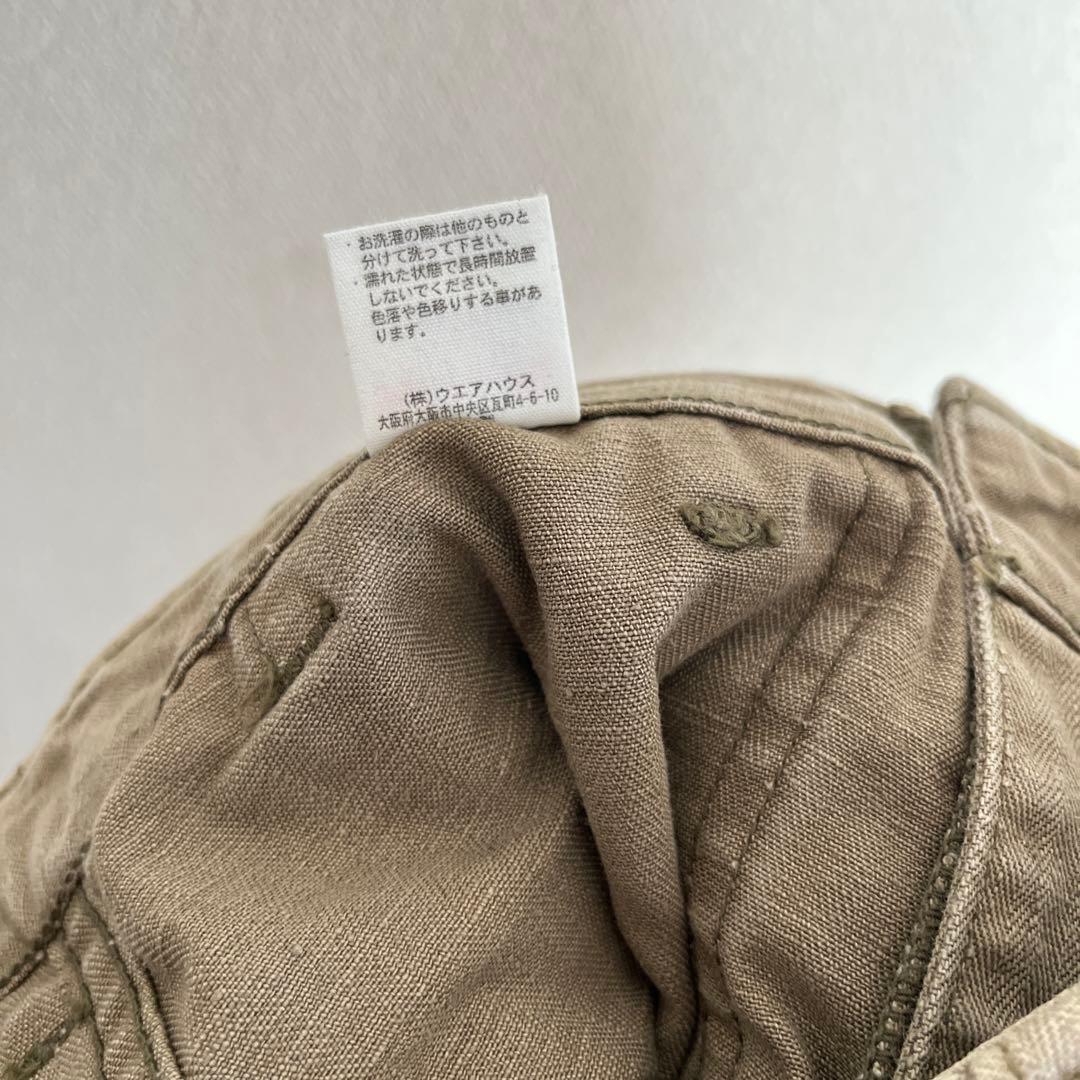 ・お洗濯の際は他のものと
分けて洗って下さい。
・濡れた状態で長時間放置
しないでください。
色落や色移りする事があ
ります。
(株)ウエアハウス
大阪府大阪市中央区瓦町4-6-10